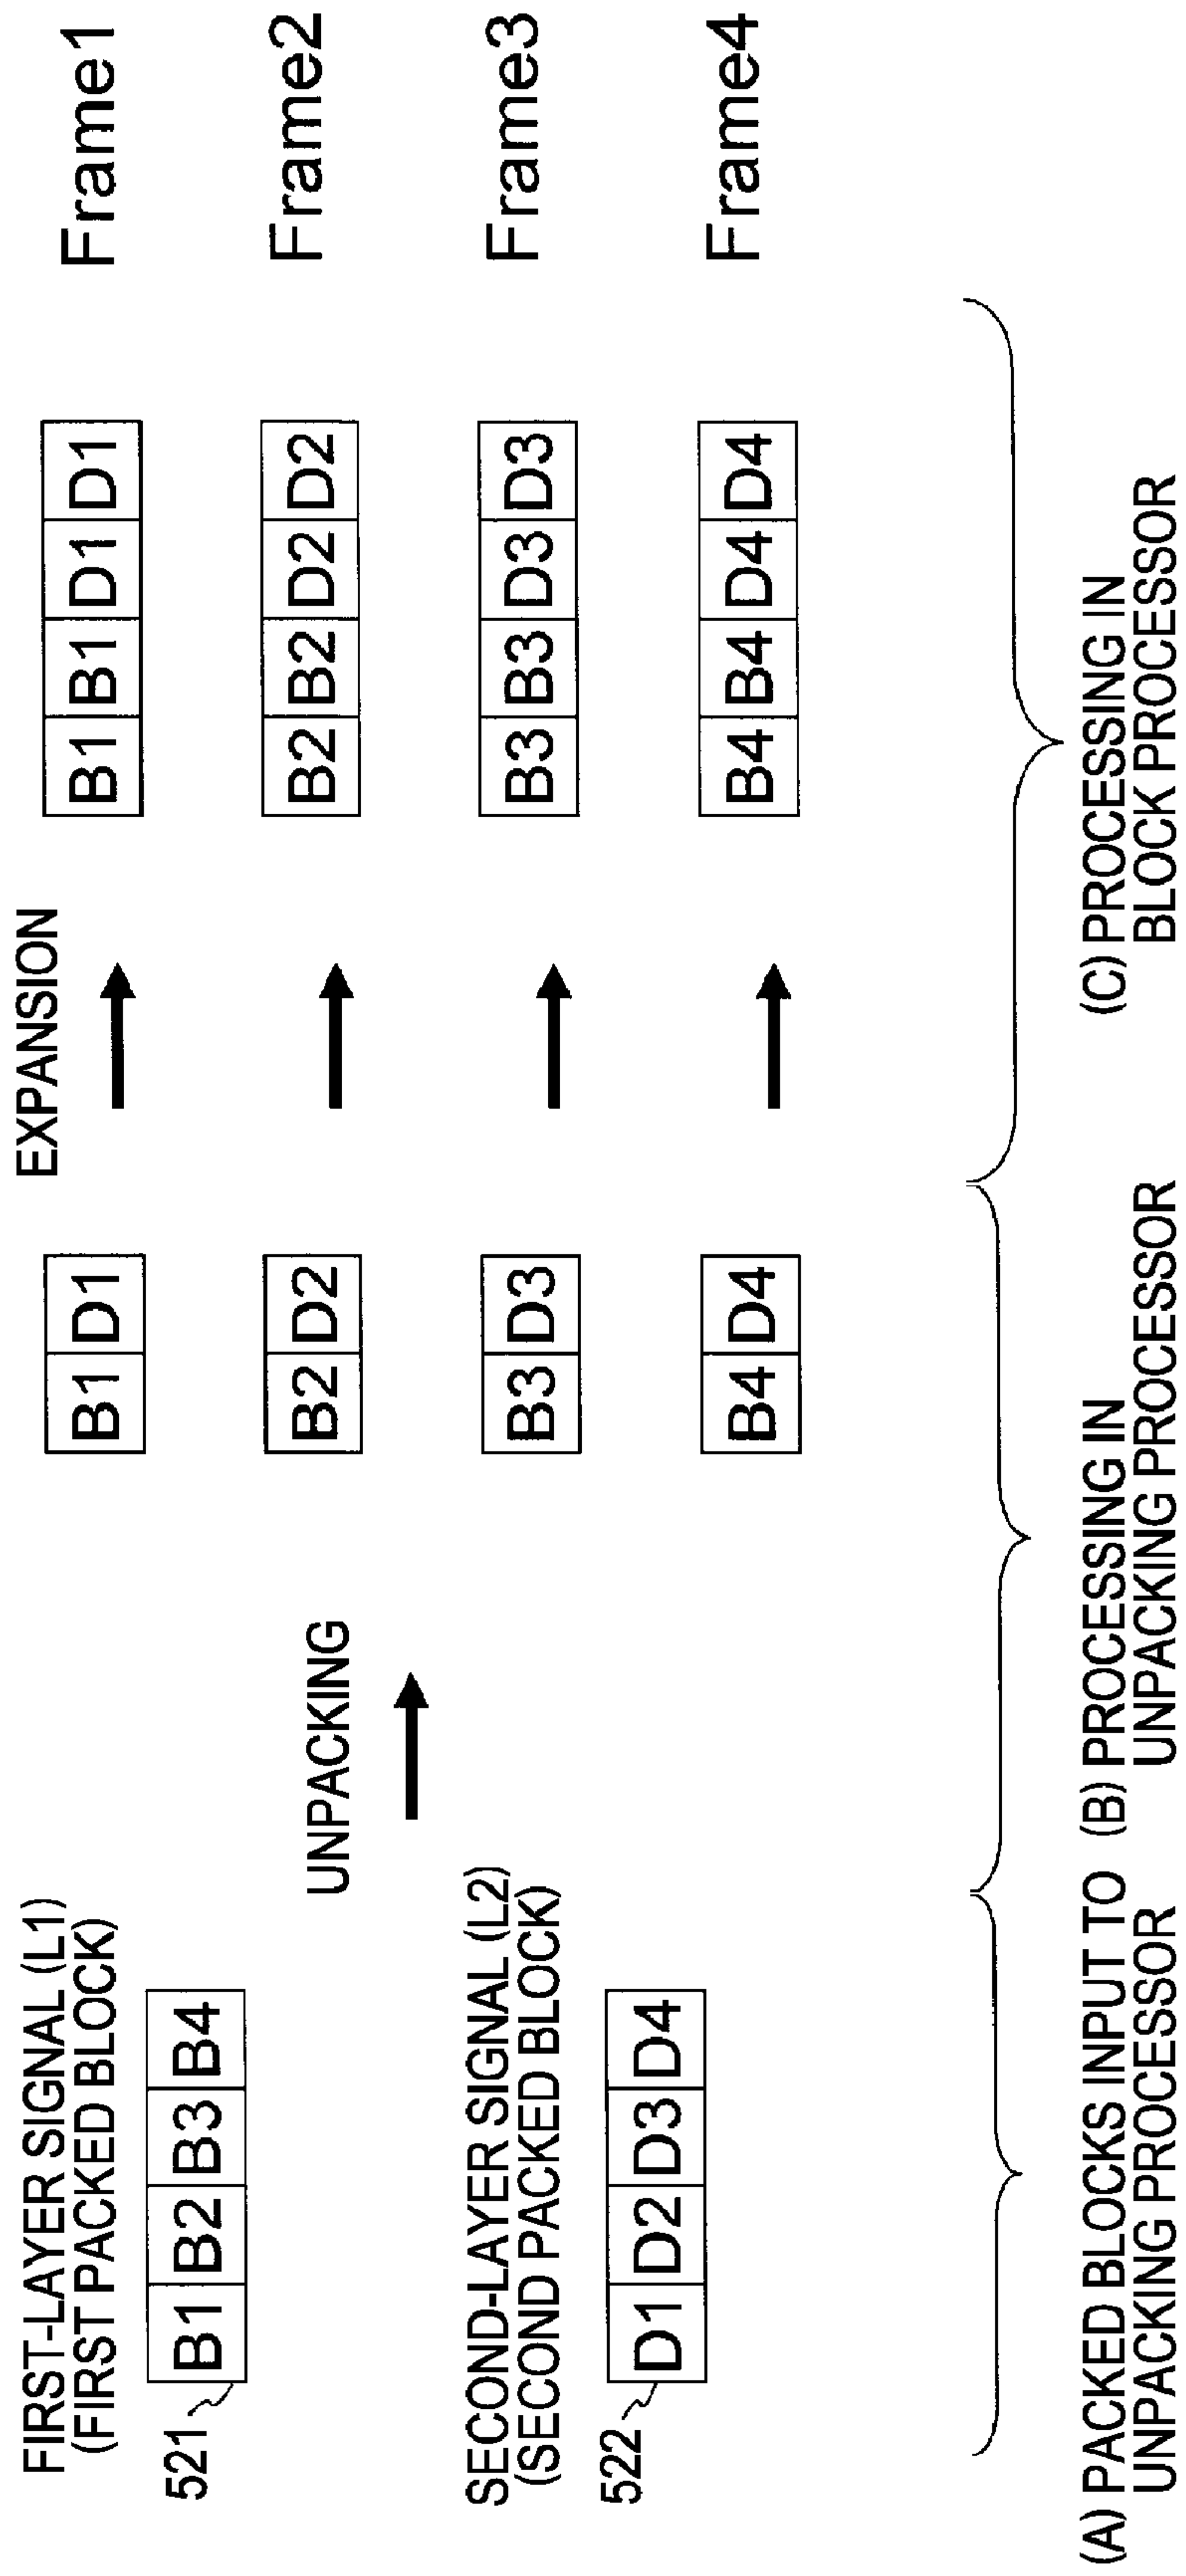 FIRST-LAYER SIGNAL (L1)
(FIRST PACKED BLOCK)
521
B1 B2 B3 B4
SECOND-LAYER SIGNAL (L2)
(SECOND PACKED BLOCK)
522
D1 D2 D3 D4
UNPACKING
B1 D1
B2 D2
B3 D3
B4 D4
EXPANSION
B1 B1 D1 D1
B2 B2 D2 D2
B3 B3 D3 D3
B4 B4 D4 D4
Frame1
Frame2
Frame3
Frame4
(A) PACKED BLOCKS INPUT TO
UNPACKING PROCESSOR
(B) PROCESSING IN
UNPACKING PROCESSOR
(C) PROCESSING IN
BLOCK PROCESSOR